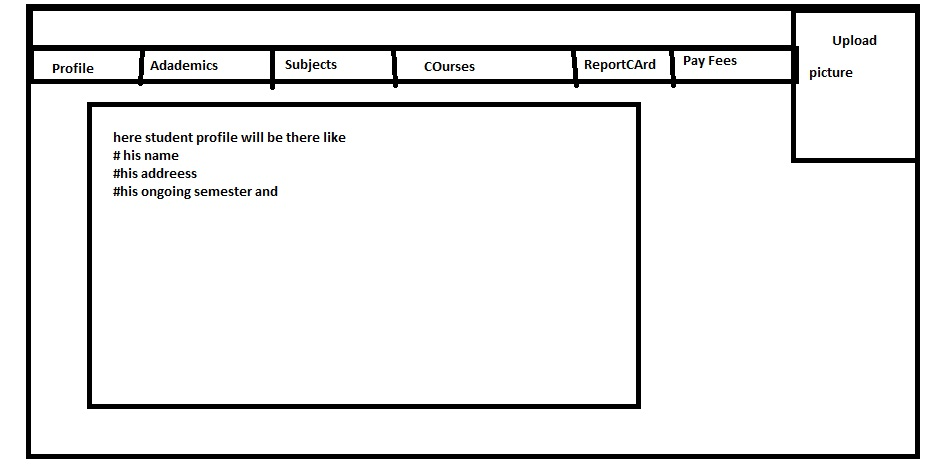 Upload
picture
Profile Adademics Subjects COurses ReportCArd Pay Fees
here student profile will be there like
# his name
#his addreess
#his ongoing semester and